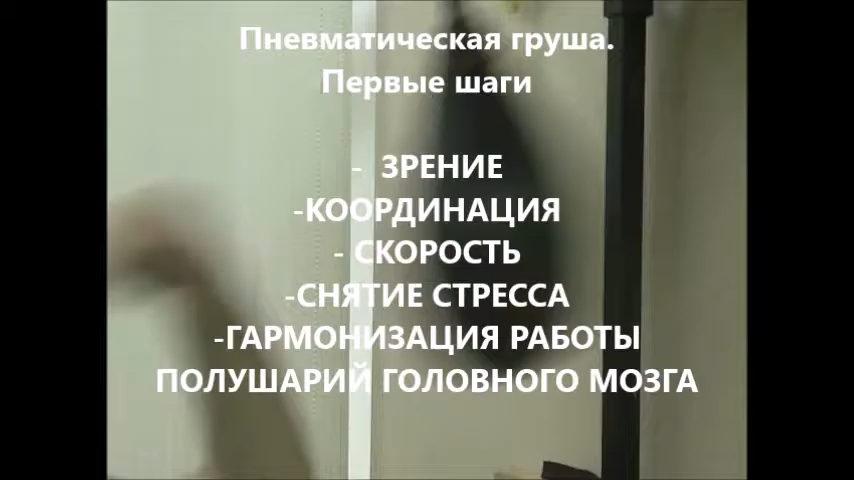 Пневматическая груша.
Первые шаги
- ЗРЕНИЕ
-КООРДИНАЦИЯ
- СКОРОСТЬ
-СНЯТИЕ СТРЕССА
-ГАРМОНИЗАЦИЯ РАБОТЫ
ПОЛУШАРИЙ ГОЛОВНОГО МОЗГА